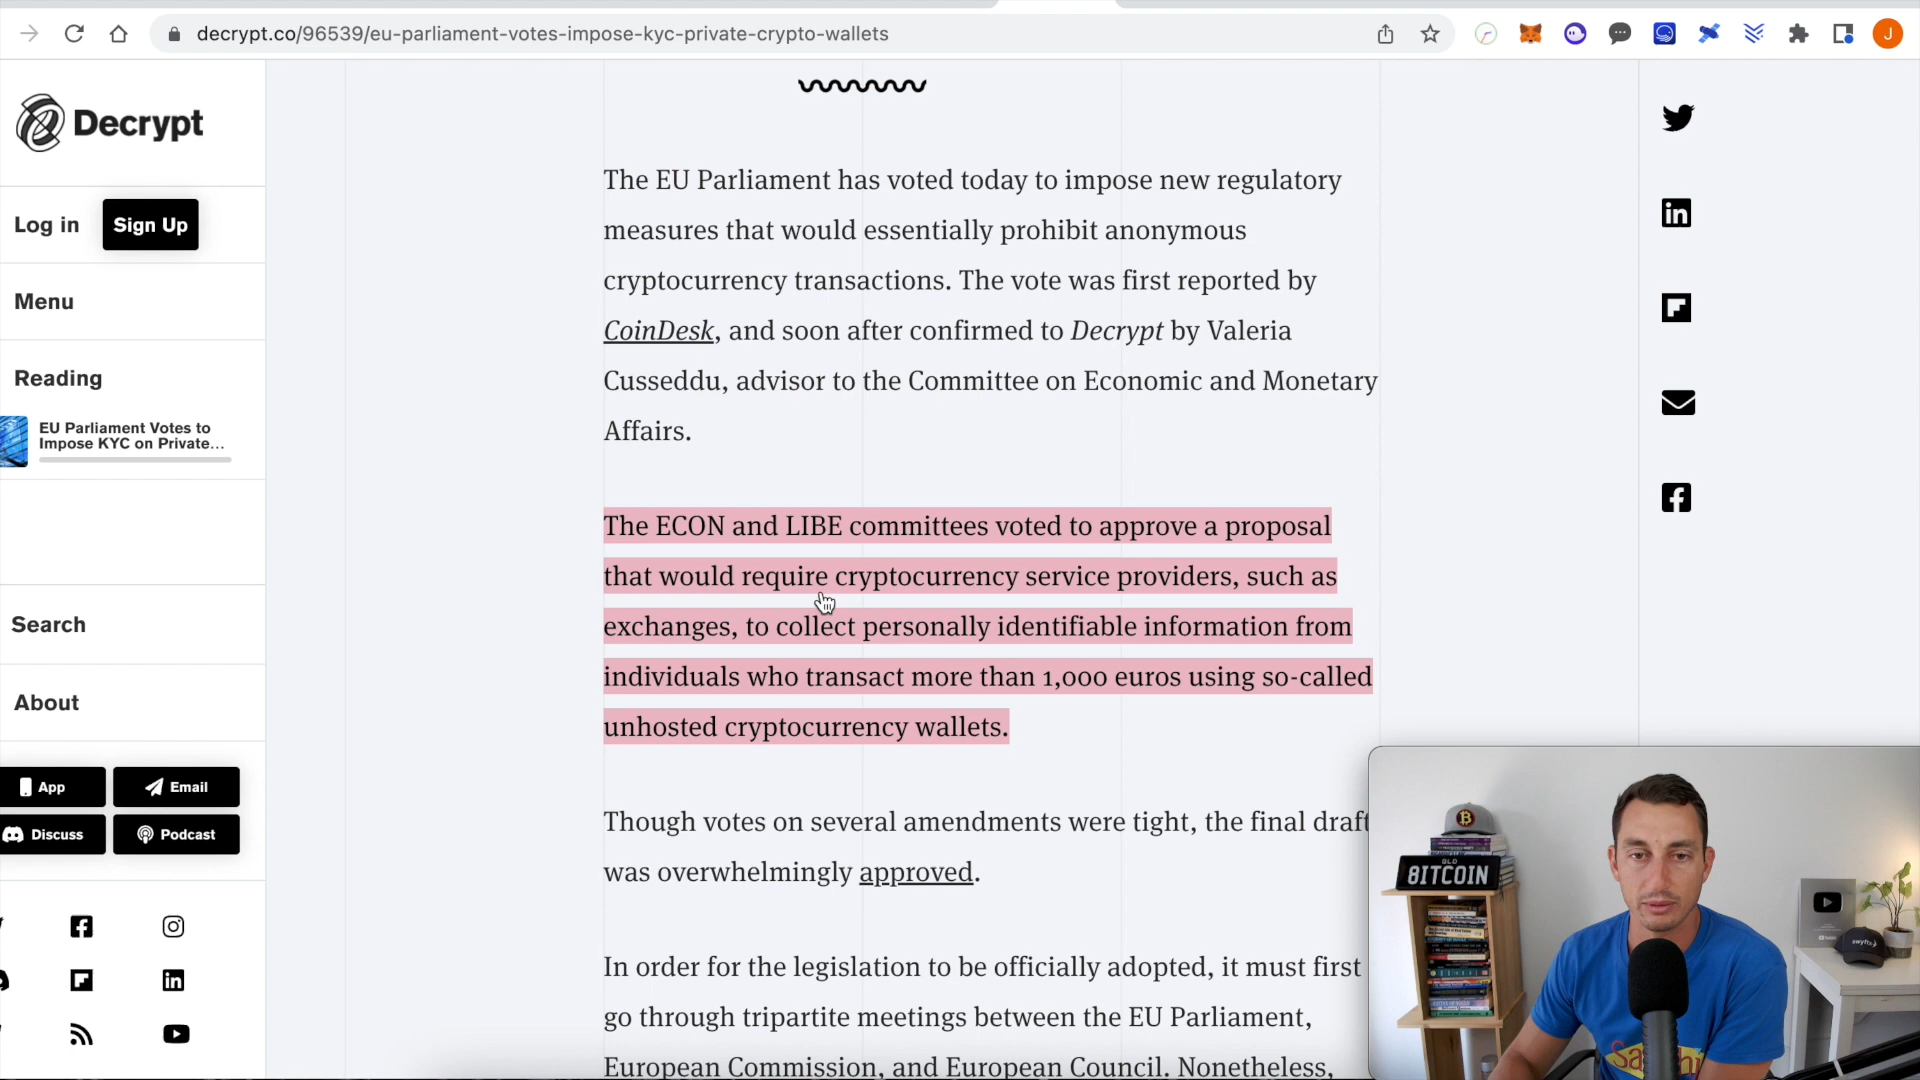 decrypt.co/96539/eu-parliament-votes-impose-kyc-private-crypto-wallets
J
Decrypt
Log in
Sign Up
Menu
Reading
EU Parliament Votes to
Impose KYC on Private...
Search
About
App
Email
Discuss
Podcast
The EU Parliament has voted today to impose new regulatory
measures that would essentially prohibit anonymous
cryptocurrency transactions. The vote was first reported by
CoinDesk, and soon after confirmed to Decrypt by Valeria
Cusseddu, advisor to the Committee on Economic and Monetary
Affairs.
The ECON and LIBE committees voted to approve a proposal
that would require cryptocurrency service providers, such as
exchanges, to collect personally identifiable information from
individuals who transact more than 1,000 euros using so-called
unhosted cryptocurrency wallets.
Though votes on several amendments were tight, the final draft
was overwhelmingly approved.
In order for the legislation to be officially adopted, it must first
go through tripartite meetings between the EU Parliament,
European Commission, and European Council. Nonetheless,
QLD
8ITCOIN
swyftx